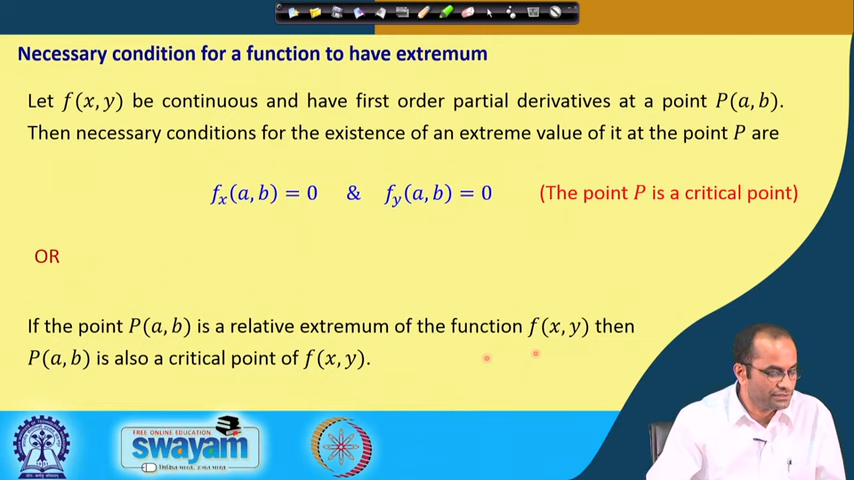 Necessary condition for a function to have extremum
Let f(x, y) be continuous and have first order partial derivatives at a point P(a, b).
Then necessary conditions for the existence of an extreme value of it at the point P are
fₓ(a, b) = 0 & f_y(a, b) = 0 (The point P is a critical point)
OR
If the point P(a, b) is a relative extremum of the function f(x, y) then
P(a, b) is also a critical point of f(x, y).
FREE ONLINE EDUCATION
swayam